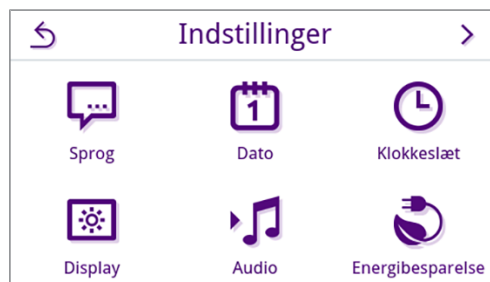 Indstillinger
Sprog
Dato
Klokkeslæt
1
Display
Audio
Energibesparelse